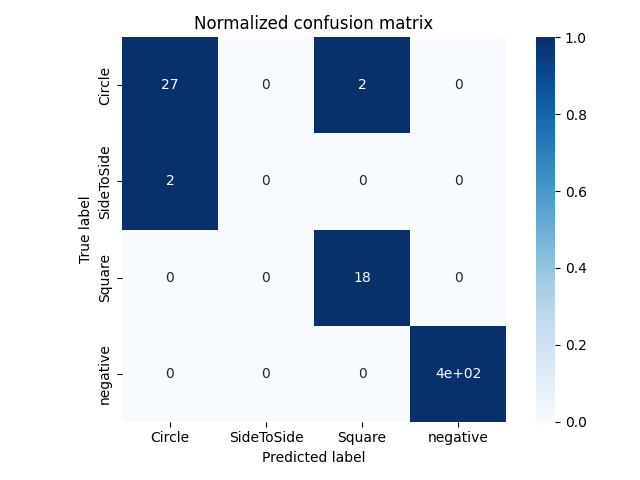 Normalized confusion matrix
True label
Circle 27 0 2 0
SideToSide 2 0 0 0
Square 0 0 18 0
negative 0 0 0 4e+02
Circle SideToSide Square negative
Predicted label
1.0
0.8
0.6
0.4
0.2
0.0